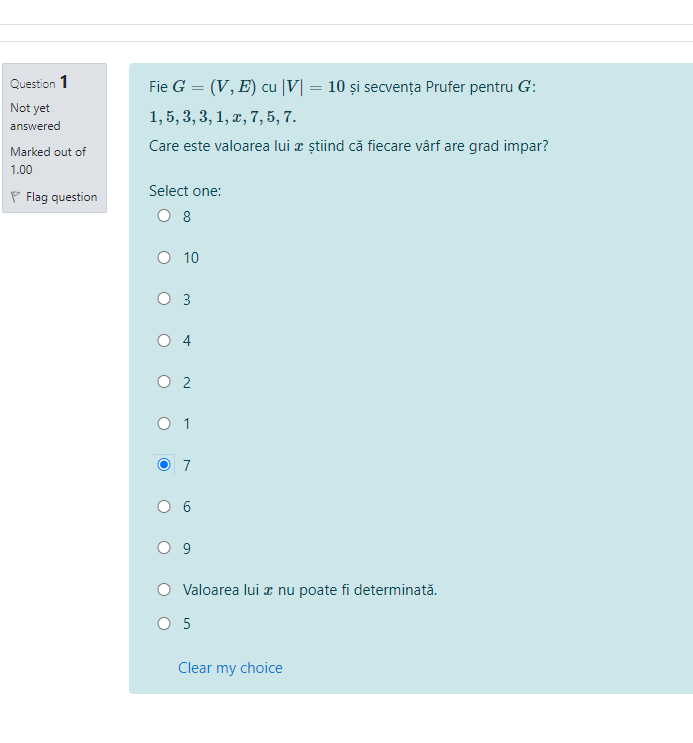 Question 1
Not yet
answered
Marked out of
1.00
Flag question
Fie G = (V, E) cu |V| = 10 și secvența Prufer pentru G:
1, 5, 3, 3, 1, x, 7, 5, 7.
Care este valoarea lui x știind că fiecare vârf are grad impar?
Select one:
8
10
3
4
2
1
7
6
9
Valoarea lui x nu poate fi determinată.
5
Clear my choice